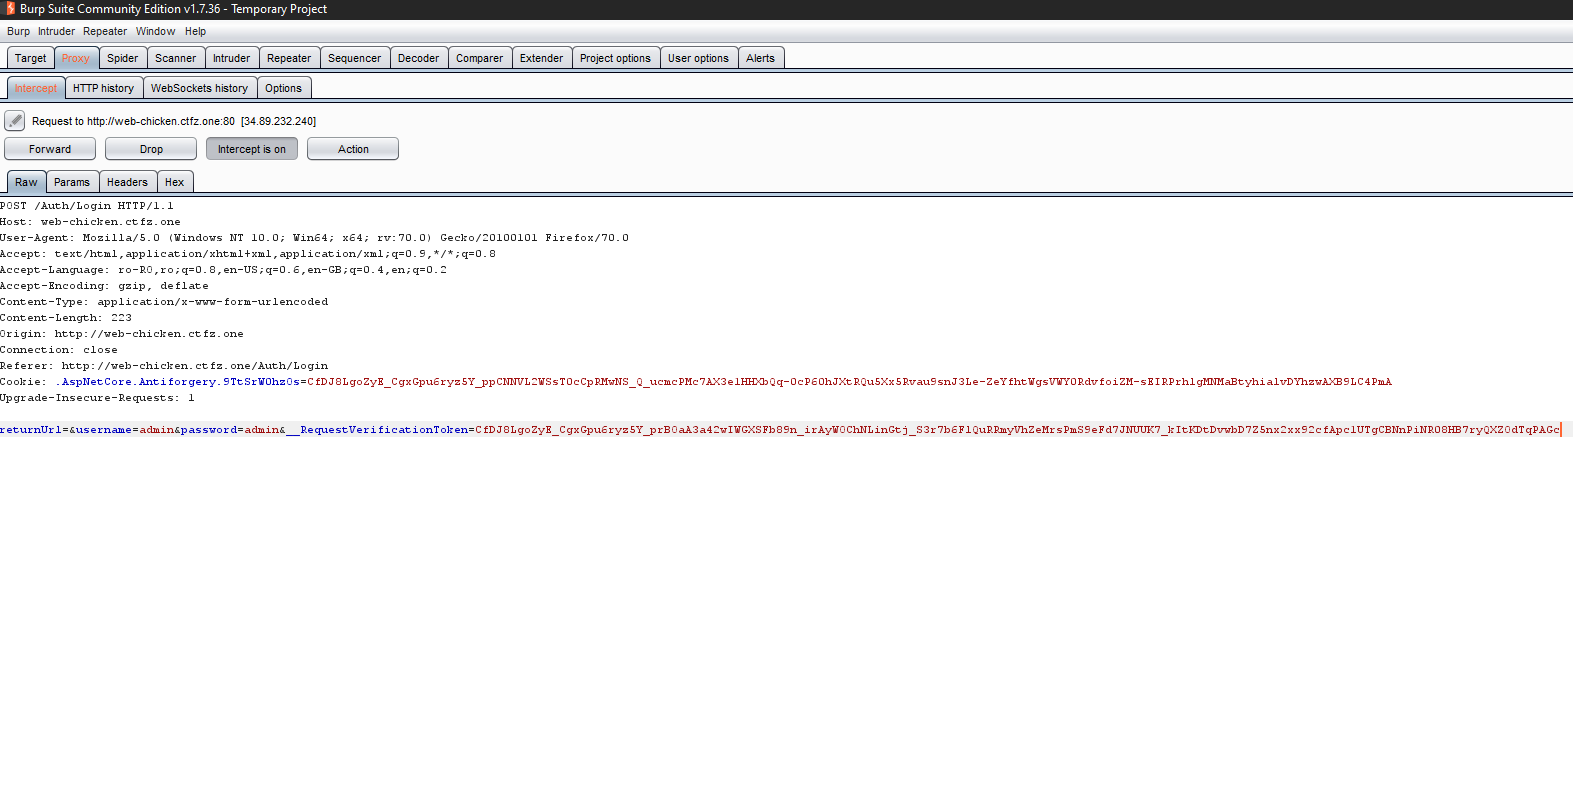 Burp Suite Community Edition v1.7.36 - Temporary Project
Burp Intruder Repeater Window Help
Target Proxy Spider Scanner Intruder Repeater Sequencer Decoder Comparer Extender Project options User options Alerts
Intercept HTTP history WebSockets history Options
Request to http://web-chicken.ctfz.one:80 [34.89.232.240]
Forward Drop Intercept is on Action
Raw Params Headers Hex
POST /Auth/Login HTTP/1.1
Host: web-chicken.ctfz.one
User-Agent: Mozilla/5.0 (Windows NT 10.0; Win64; x64; rv:70.0) Gecko/20100101 Firefox/70.0
Accept: text/html,application/xhtml+xml,application/xml;q=0.9,*/*;q=0.8
Accept-Language: ro-RO,ro;q=0.8,en-US;q=0.6,en-GB;q=0.4,en;q=0.2
Accept-Encoding: gzip, deflate
Content-Type: application/x-www-form-urlencoded
Content-Length: 223
Origin: http://web-chicken.ctfz.one
Connection: close
Referer: http://web-chicken.ctfz.one/Auth/Login
Cookie: .AspNetCore.Antiforgery.9TtSrW0hzOs=
Upgrade-Insecure-Requests: 1
returnUrl=&username=admin&password=admin&__RequestVerificationToken=